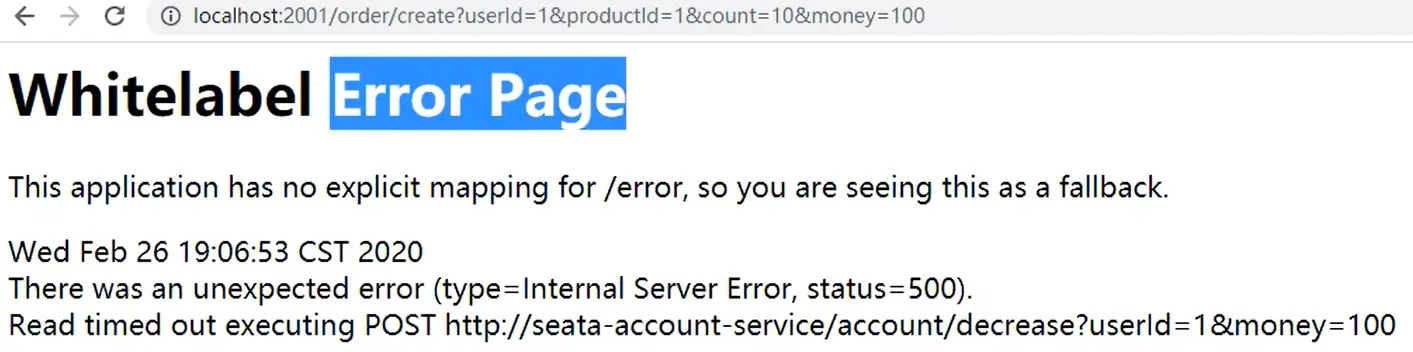 localhost:2001/order/create?userId=1&productId=1&count=10&money=100
Whitelabel Error Page
This application has no explicit mapping for /error, so you are seeing this as a fallback.
Wed Feb 26 19:06:53 CST 2020
There was an unexpected error (type=Internal Server Error, status=500).
Read timed out executing POST http://seata-account-service/account/decrease?userId=1&money=100